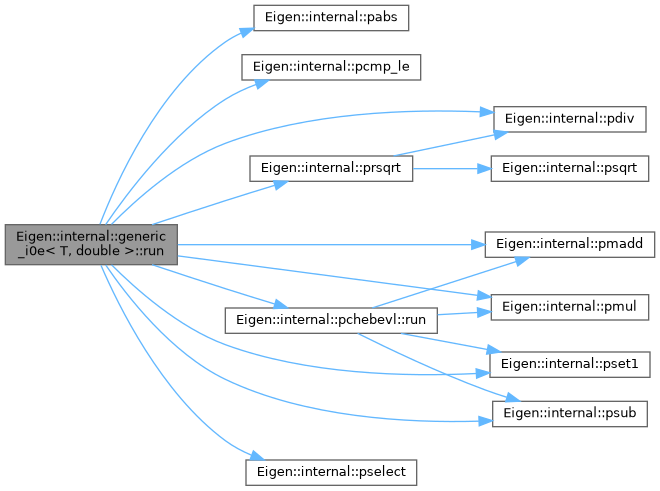 Eigen::internal::pabs
Eigen::internal::pcmp_le
Eigen::internal::pdiv
Eigen::internal::prsqrt
Eigen::internal::psqrt
Eigen::internal::generic
_i0e< T, double >::run
Eigen::internal::pmadd
Eigen::internal::pmul
Eigen::internal::pchebevl::run
Eigen::internal::pset1
Eigen::internal::psub
Eigen::internal::pselect